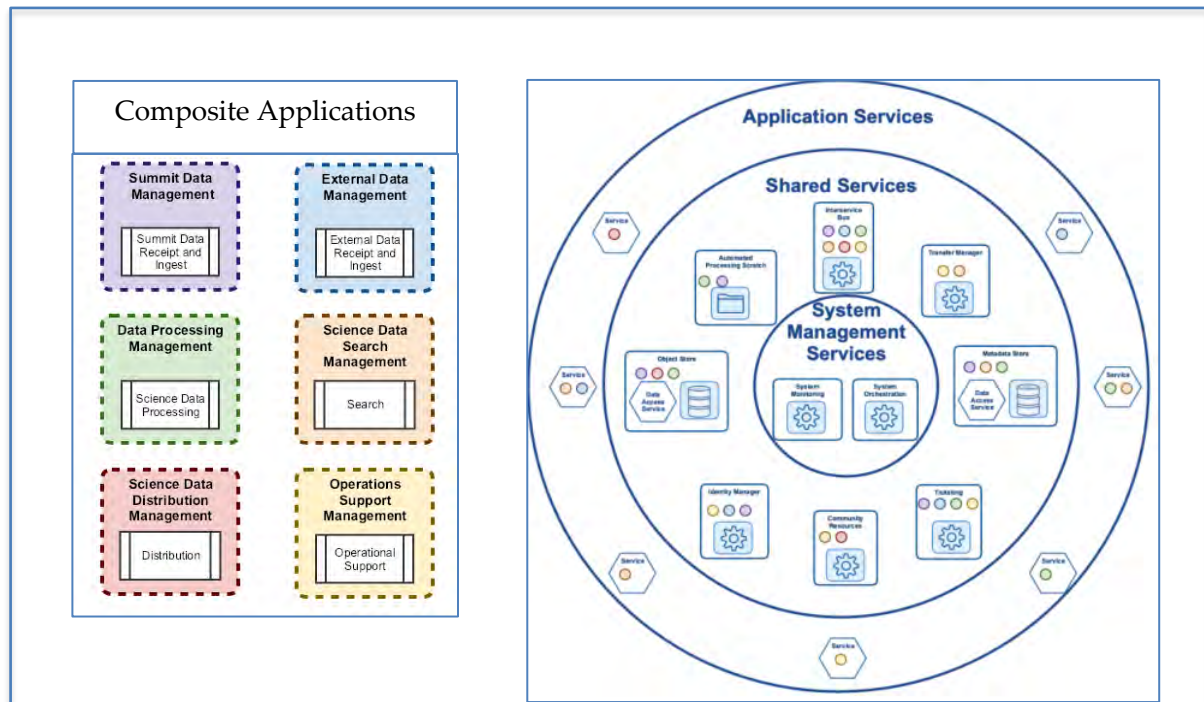 Composite Applications
Summit Data
Management
Summit Data
Receipt and
Ingest
External Data
Management
External Data
Receipt and
Ingest
Data Processing
Management
Science Data
Processing
Science Data
Search
Management
Search
Science Data
Distribution
Management
Distribution
Operations
Support
Management
Operational
Support
Application Services
Shared Services
Interservice
Bus
Automated
Processing Scratch
Transfer Manager
System
Management
Services
System
Monitoring
System
Orchestration
Object Store
Data
Access
Service
Metadata Store
Data
Access
Service
Identity Manager
Community
Resources
Ticketing
Service
Service
Service
Service
Service
Service
Service